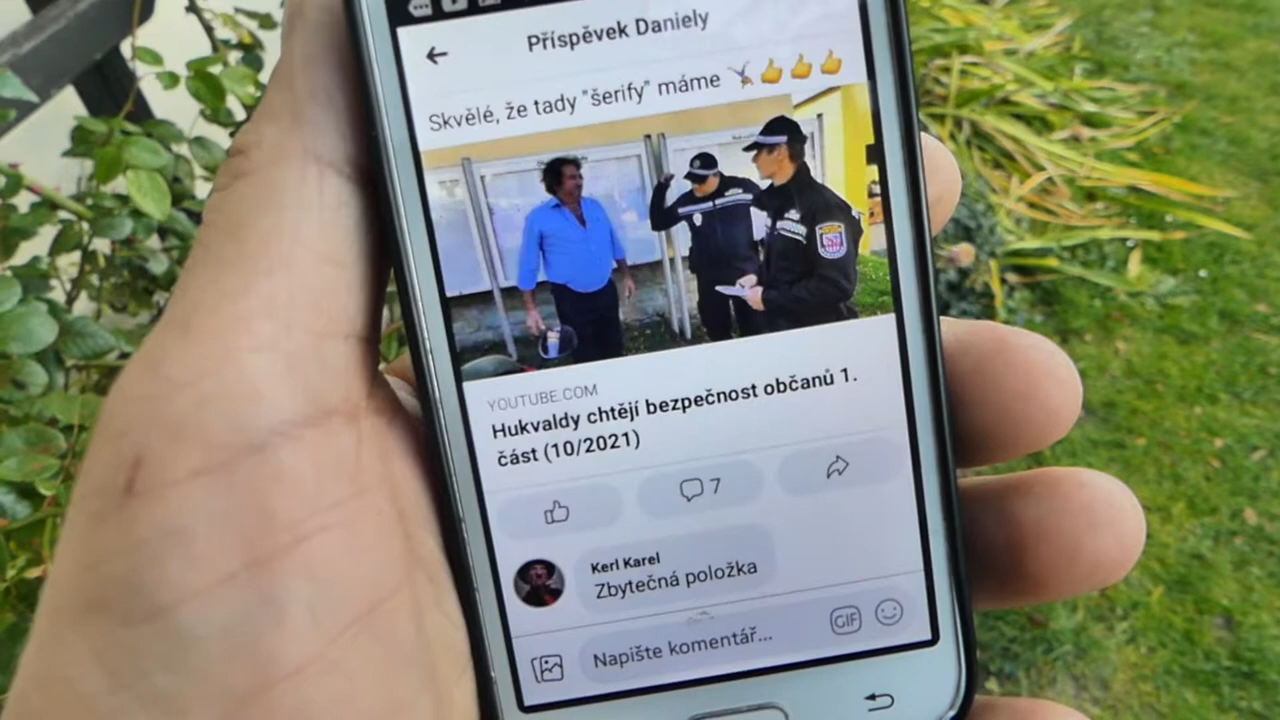 Příspěvek Daniely
Skvělé, že tady "šerify" máme
YOUTUBE.COM
Hukvaldy chtějí bezpečnost občanů 1.
část (10/2021)
7
Kerl Karel
Zbytečná položka
Napište komentář...
GIF